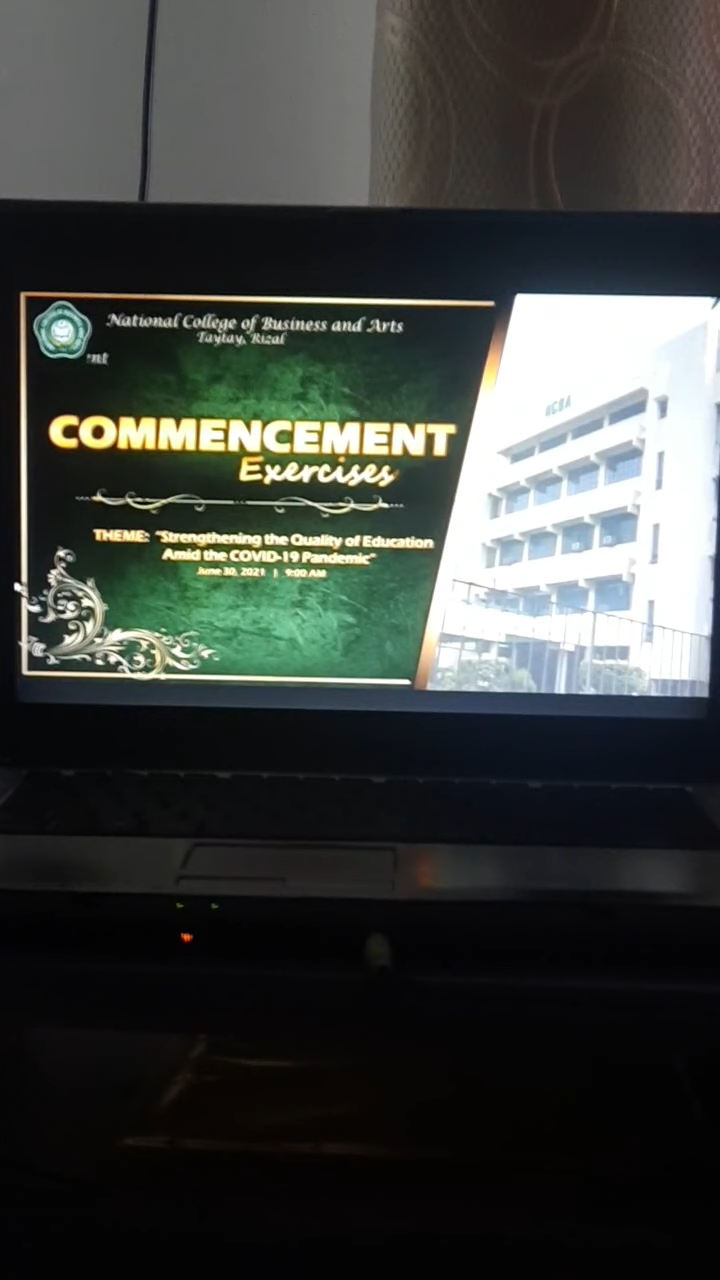 National College of Business and Arts
Taytay, Rizal
nt
COMMENCEMENT
Exercises
THEME: "Strengthening the Quality of Education
Amid the COVID-19 Pandemic"
June 30, 2021 | 9:00 AM
NCBA